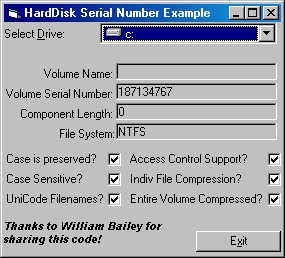 HardDisk Serial Number Example
Select Drive: c:
Volume Name:
Volume Serial Number: 187134767
Component Length: 0
File System: NTFS
Case is preserved? Access Control Support?
Case Sensitive? Indiv File Compression?
UniCode Filenames? Entire Volume Compressed?
Thanks to William Bailey for
sharing this code!
Exit